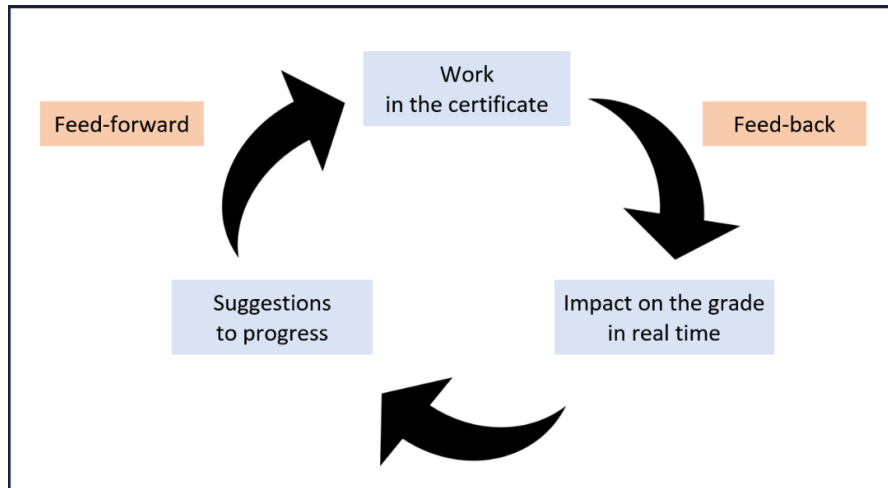 Work
in the certificate
Feed-forward
Feed-back
Suggestions
to progress
Impact on the grade
in real time